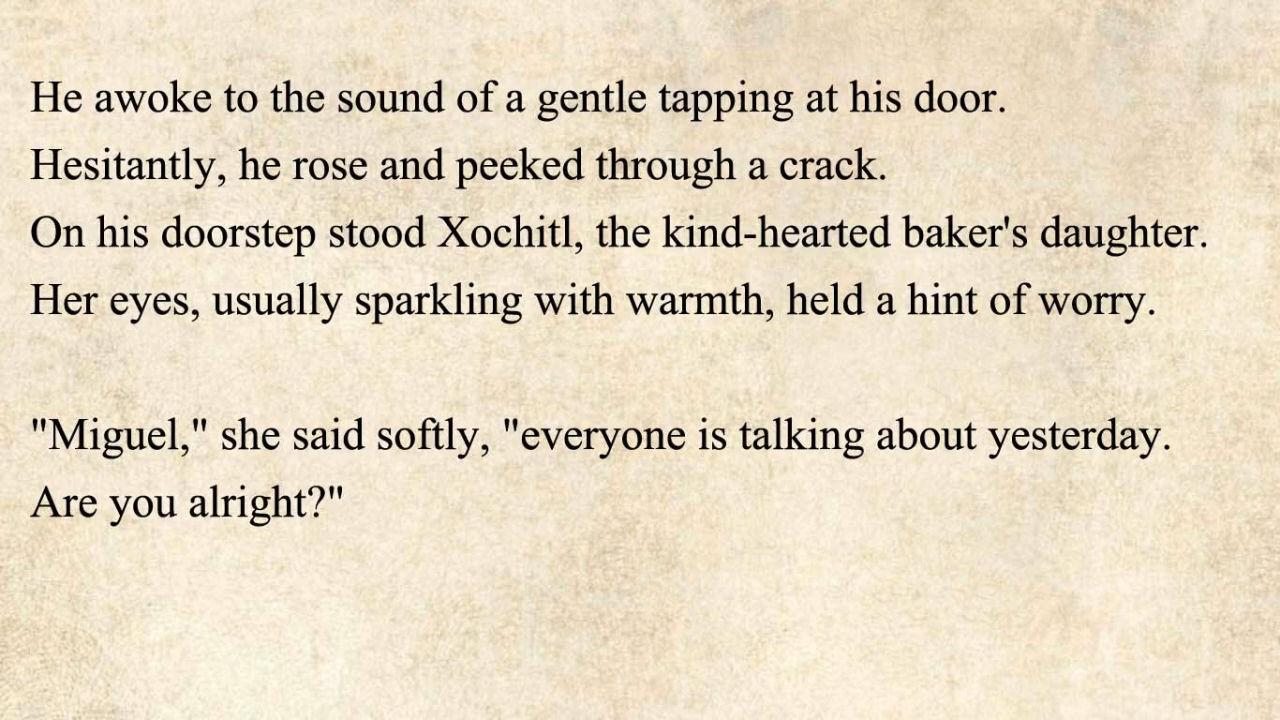 He awoke to the sound of a gentle tapping at his door.
Hesitantly, he rose and peeked through a crack.
On his doorstep stood Xochitl, the kind-hearted baker's daughter.
Her eyes, usually sparkling with warmth, held a hint of worry.
"Miguel," she said softly, "everyone is talking about yesterday.
Are you alright?"